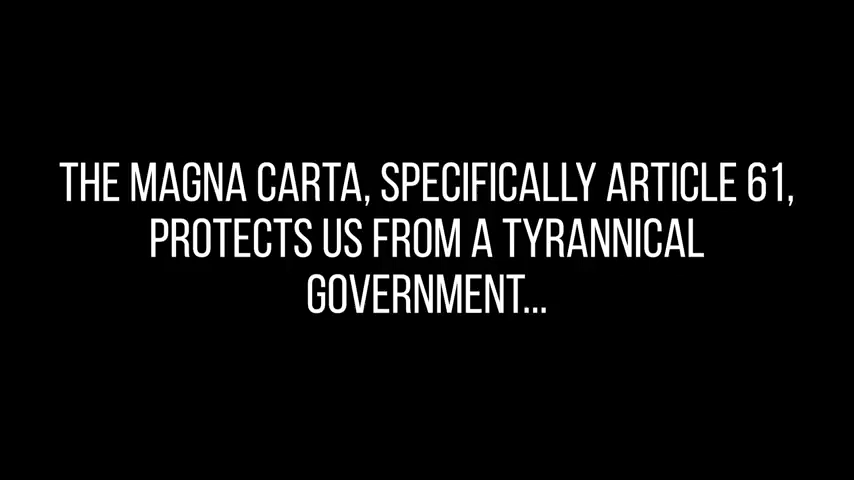 THE MAGNA CARTA, SPECIFICALLY ARTICLE 61,
PROTECTS US FROM A TYRANNICAL
GOVERNMENT...